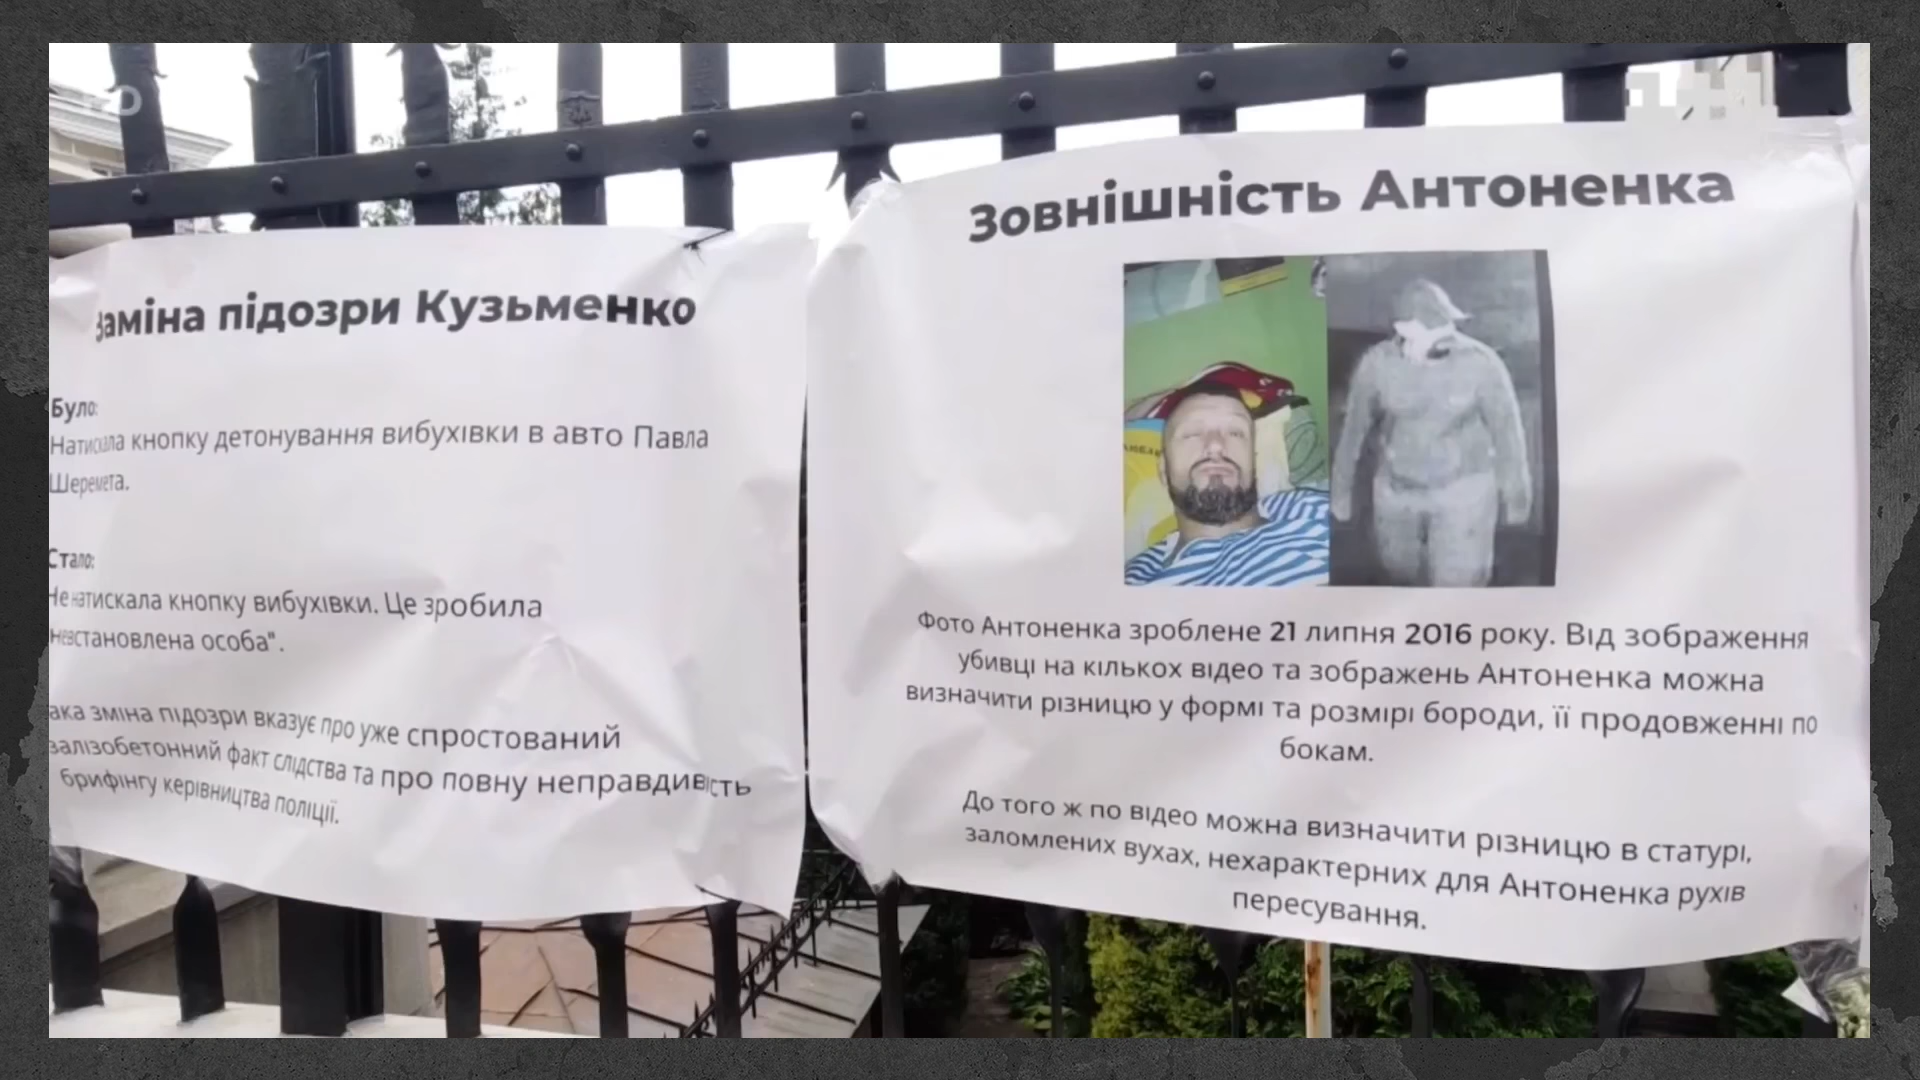 Заміна підозри Кузьменко
Було:
Натискала кнопку детонування вибухівки в авто Павла
Шеремета.
Стало:
Не натискала кнопку вибухівки. Це зробила
невстановлена особа".
ака зміна підозри вказує про уже спростований
залізобетонний факт слідства та про повну неправдивість
брифінгу керівництва поліції.
Зовнішність Антоненка
Фото Антоненка зроблене 21 липня 2016 року. Від зображення
убивці на кількох відео та зображень Антоненка можна
визначити різницю у формі та розмірі бороди, її продовженні по
бокам.
До того ж по відео можна визначити різницю в статурі,
заломлених вухах, нехарактерних для Антоненка рухів
пересування.